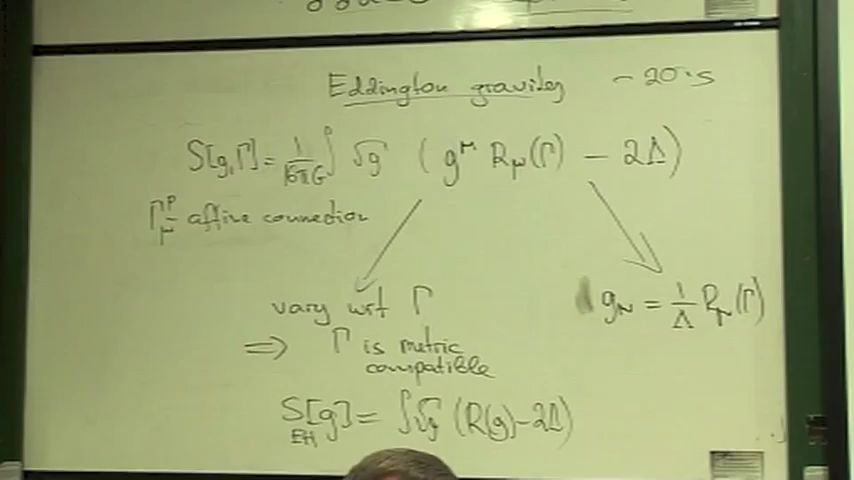 Eddington gravity ~ 20's
S[g,Γ] = 1/16πG ∫ √g ( g^μν R_μν(Γ) − 2Λ )
Γ^ρ_μν affine connection
vary wrt Γ
g_μν = 1/Λ R_μν(Γ)
⇒ Γ is metric
compatible
S_EH[g] = ∫ √g (R(g) − 2Λ)